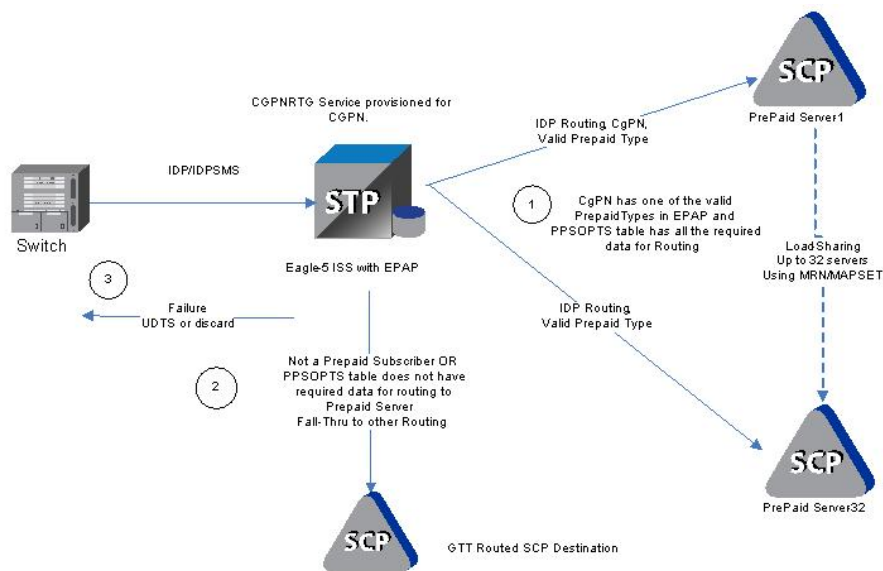 SCP
PrePaid Server1
CGPNRTG Service provisioned for
CGPN.
IDP Routing, CgPN,
Valid Prepaid Type
IDP/IDPSMS
STP
Switch
1
CgPN has one of the valid
PrepaidTypes in EPAP and
PPSOPTS table has all the required
data for Routing
Load-Sharing
Up to 32 servers
Using MRN/MAPSET
Eagle-5 ISS with EPAP
3
Failure
UDTS or discard
IDP Routing,
Valid Prepaid Type
2
Not a Prepaid Subscriber OR
PPSOPTS table does not have
required data for routing to
Prepaid Server
Fall-Thru to other Routing
SCP
PrePaid Server32
SCP
GTT Routed SCP Destination